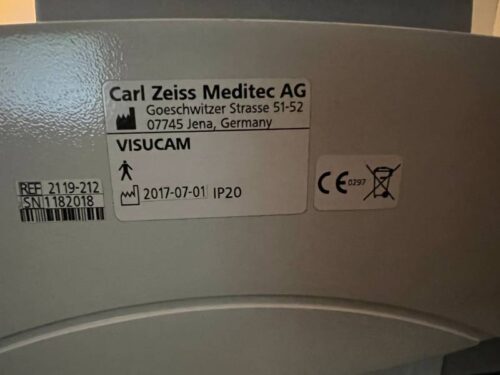 Carl Zeiss Meditec AG
Goeschwitzer Strasse 51-52
07745 Jena, Germany
VISUCAM
REF 2119-212
SN 1182018
2017-07-01 IP20
CE 0297